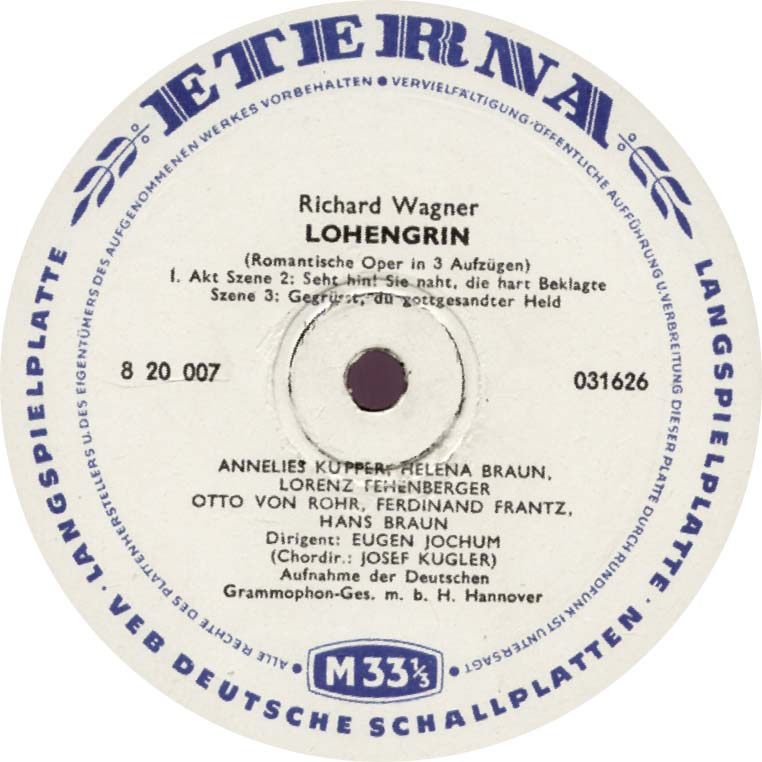 ETERNA
ALLE RECHTE DES PLATTENHERSTELLERS U. DES EIGENTÜMERS DES AUFGENOMMENEN WERKES VORBEHALTEN • VERVIELFÄLTIGUNG-ÖFFENTLICHE AUFFÜHRUNG U. VERBREITUNG DIESER PLATTE DURCH RUNDFUNK IST UNTERSAGT
Richard Wagner
LOHENGRIN
(Romantische Oper in 3 Aufzügen)
1. Akt Szene 2: Seht hin! Sie naht, die hart Beklagte
Szene 3: Gegrüsst, du gottgesandter Held
8 20 007
031626
ANNELIES KUPPER, HELENA BRAUN,
LORENZ FEHENBERGER
OTTO VON ROHR, FERDINAND FRANTZ,
HANS BRAUN
Dirigent: EUGEN JOCHUM
(Chordir.: JOSEF KUGLER)
Aufnahme der Deutschen
Grammophon-Ges. m. b. H. Hannover
M 33⅓
LANGSPIELPLATTE · VEB DEUTSCHE SCHALLPLATTEN · LANGSPIELPLATTE